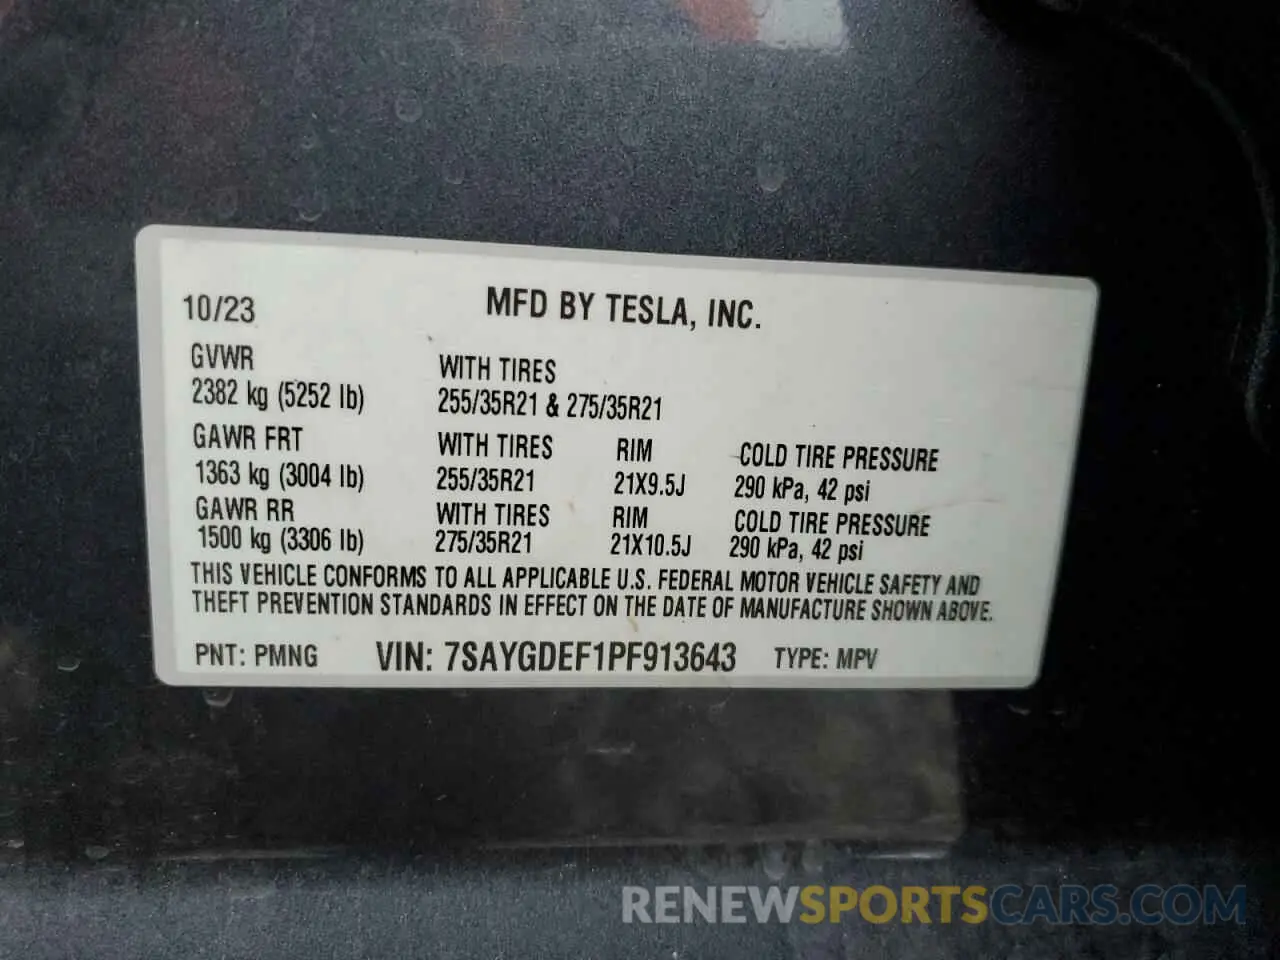 10/23 MFD BY TESLA, INC.
GVWR WITH TIRES
2382 kg (5252 lb) 255/35R21 & 275/35R21
GAWR FRT WITH TIRES RIM COLD TIRE PRESSURE
1363 kg (3004 lb) 255/35R21 21X9.5J 290 kPa, 42 psi
GAWR RR WITH TIRES RIM COLD TIRE PRESSURE
1500 kg (3306 lb) 275/35R21 21X10.5J 290 kPa, 42 psi
THIS VEHICLE CONFORMS TO ALL APPLICABLE U.S. FEDERAL MOTOR VEHICLE SAFETY AND
THEFT PREVENTION STANDARDS IN EFFECT ON THE DATE OF MANUFACTURE SHOWN ABOVE.
PNT: PMNG VIN: 7SAYGDEF1PF913643 TYPE: MPV
RENEWSPORTSCARS.COM